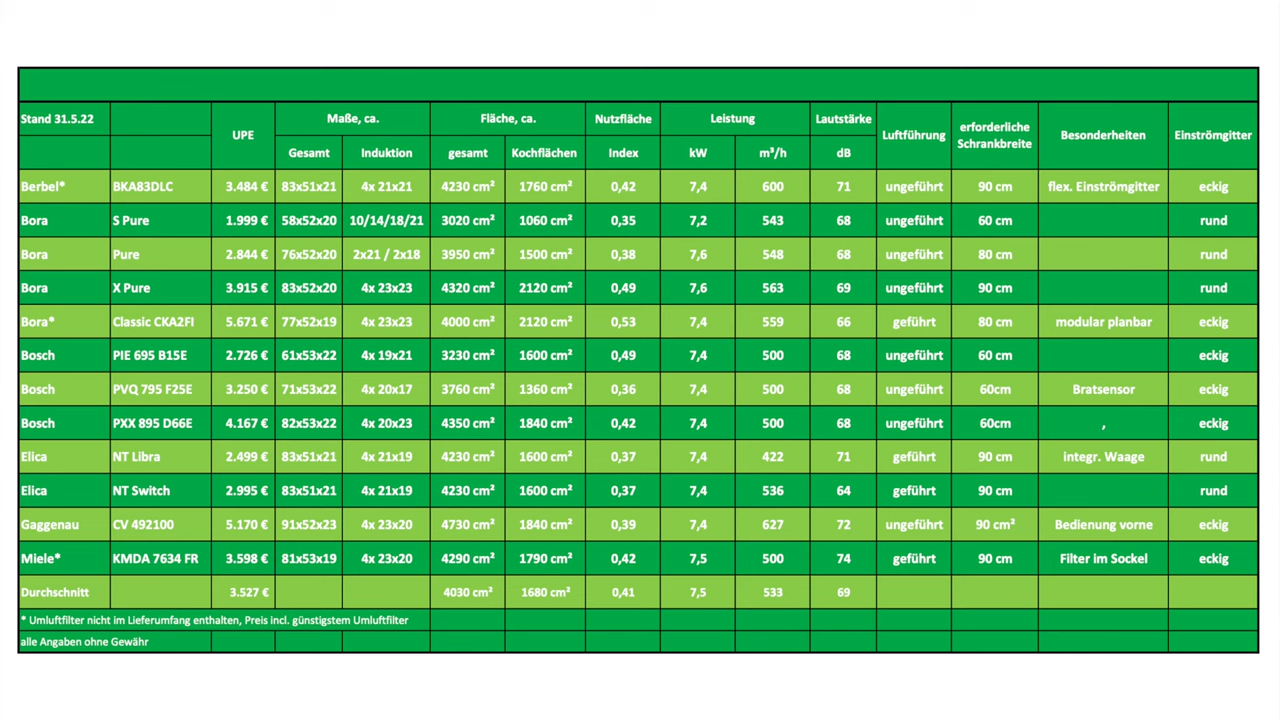 Stand 31.5.22 UPE Maße, ca. Fläche, ca. Nutzfläche Leistung Lautstärke Luftführung erforderliche Schrankbreite Besonderheiten Einströmgitter
Gesamt Induktion gesamt Kochflächen Index kW m³/h dB
Berbel* BKA83DLC 3.484 € 83x51x21 4x 21x21 4230 cm² 1760 cm² 0,42 7,4 600 71 ungeführt 90 cm flex. Einströmgitter eckig
Bora S Pure 1.999 € 58x52x20 10/14/18/21 3020 cm² 1060 cm² 0,35 7,2 543 68 ungeführt 60 cm rund
Bora Pure 2.844 € 76x52x20 2x21 / 2x18 3950 cm² 1500 cm² 0,38 7,6 548 68 ungeführt 80 cm rund
Bora X Pure 3.915 € 83x52x20 4x 23x23 4320 cm² 2120 cm² 0,49 7,6 563 69 ungeführt 90 cm rund
Bora* Classic CKA2FI 5.671 € 77x52x19 4x 23x23 4000 cm² 2120 cm² 0,53 7,4 559 66 geführt 80 cm modular planbar eckig
Bosch PIE 695 B15E 2.726 € 61x53x22 4x 19x21 3230 cm² 1600 cm² 0,49 7,4 500 68 ungeführt 60 cm eckig
Bosch PVQ 795 F25E 3.250 € 71x53x22 4x 20x17 3760 cm² 1360 cm² 0,36 7,4 500 68 ungeführt 60cm Bratsensor eckig
Bosch PXX 895 D66E 4.167 € 82x53x22 4x 20x23 4350 cm² 1840 cm² 0,42 7,4 500 68 ungeführt 60cm , eckig
Elica NT Libra 2.499 € 83x51x21 4x 21x19 4230 cm² 1600 cm² 0,37 7,4 422 71 geführt 90 cm integr. Waage rund
Elica NT Switch 2.995 € 83x51x21 4x 21x19 4230 cm² 1600 cm² 0,37 7,4 536 64 geführt 90 cm rund
Gaggenau CV 492100 5.170 € 91x52x23 4x 23x20 4730 cm² 1840 cm² 0,39 7,4 627 72 ungeführt 90 cm² Bedienung vorne eckig
Miele* KMDA 7634 FR 3.598 € 81x53x19 4x 23x20 4290 cm² 1790 cm² 0,42 7,5 500 74 geführt 90 cm Filter im Sockel eckig
Durchschnitt 3.527 € 4030 cm² 1680 cm² 0,41 7,5 533 69
* Umluftfilter nicht im Lieferumfang enthalten, Preis incl. günstigstem Umluftfilter
alle Angaben ohne Gewähr